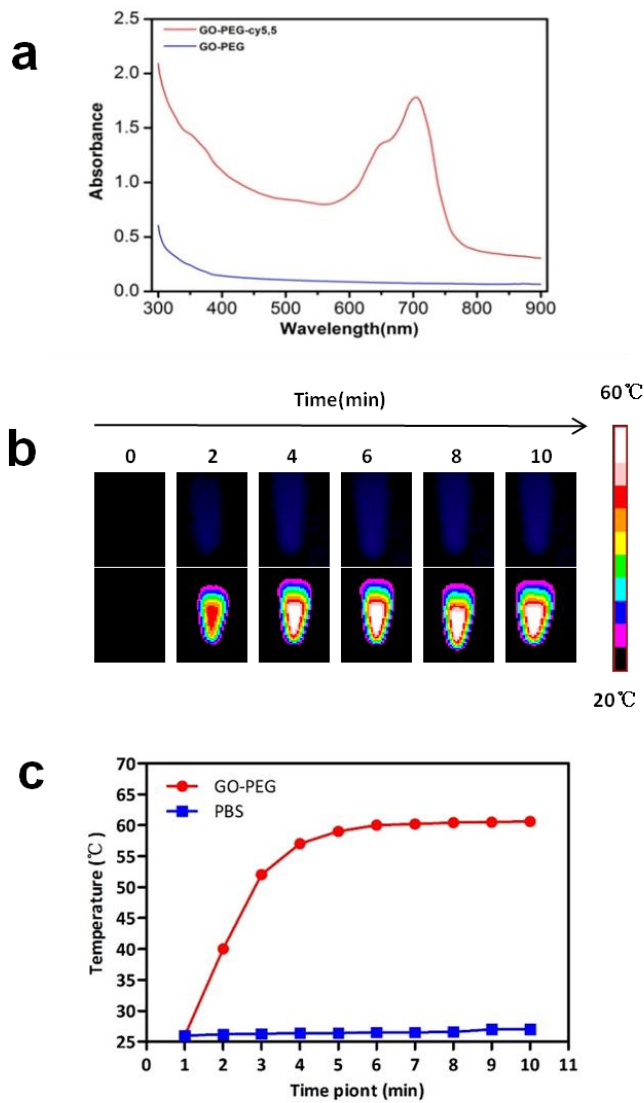 a
GO-PEG-cy5,5
GO-PEG
2.5
2.0
1.5
1.0
0.5
0.0
Absorbance
300 400 500 600 700 800 900
Wavelength(nm)
b
Time(min)
0 2 4 6 8 10
60℃
20℃
c
70
65
60
55
50
45
40
35
30
25
Temperature (℃)
GO-PEG
PBS
0 1 2 3 4 5 6 7 8 9 10 11
Time piont (min)